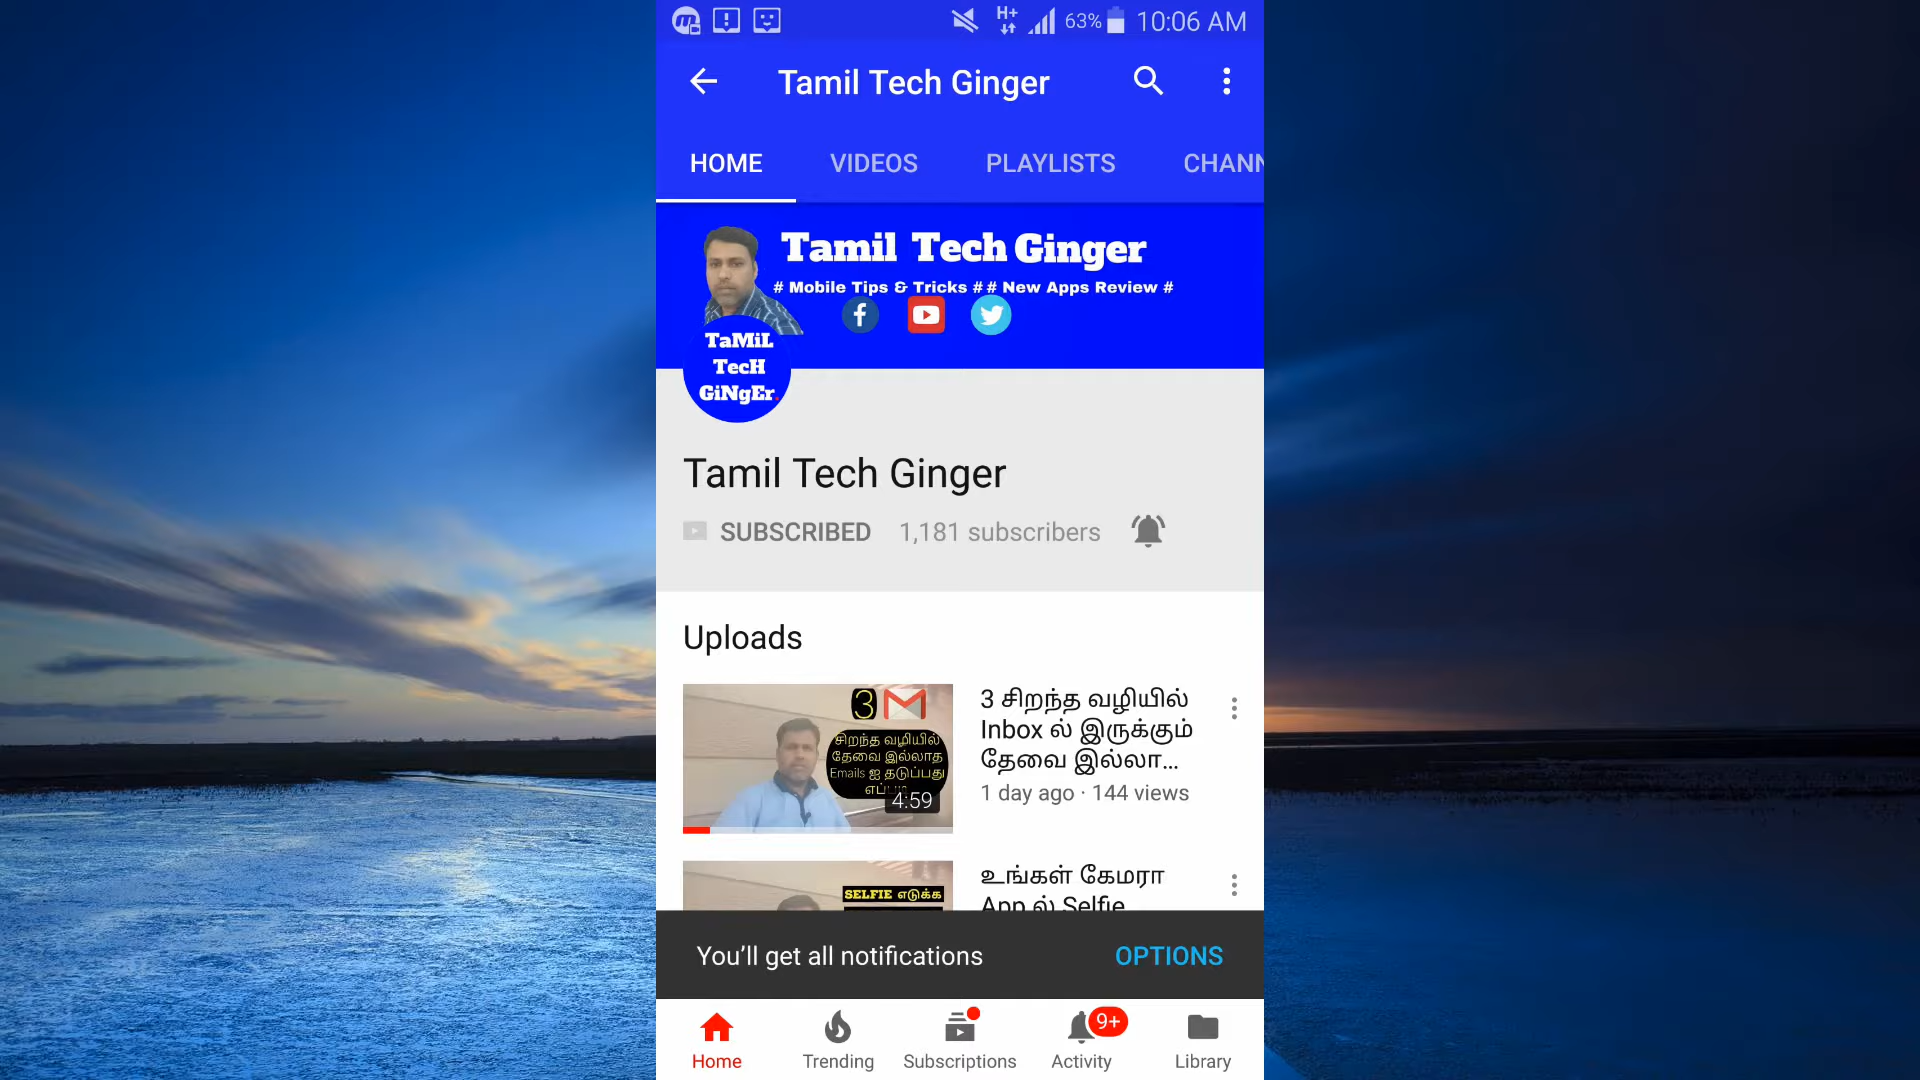 H+ 63% 10:06 AM
Tamil Tech Ginger
HOME VIDEOS PLAYLISTS CHANN
Tamil Tech Ginger
# Mobile Tips & Tricks # # New Apps Review #
TaMiL
TecH
GiNgEr.
Tamil Tech Ginger
SUBSCRIBED 1,181 subscribers
Uploads
3
சிறந்த வழியில்
தேவை இல்லாத
Emails ஐ தடுப்பது
4:59
3 சிறந்த வழியில்
Inbox ல் இருக்கும்
தேவை இல்லா...
1 day ago · 144 views
SELFIE எடுக்க
உங்கள் கேமரா
App ல் Selfie
You’ll get all notifications OPTIONS
9+
Home Trending Subscriptions Activity Library